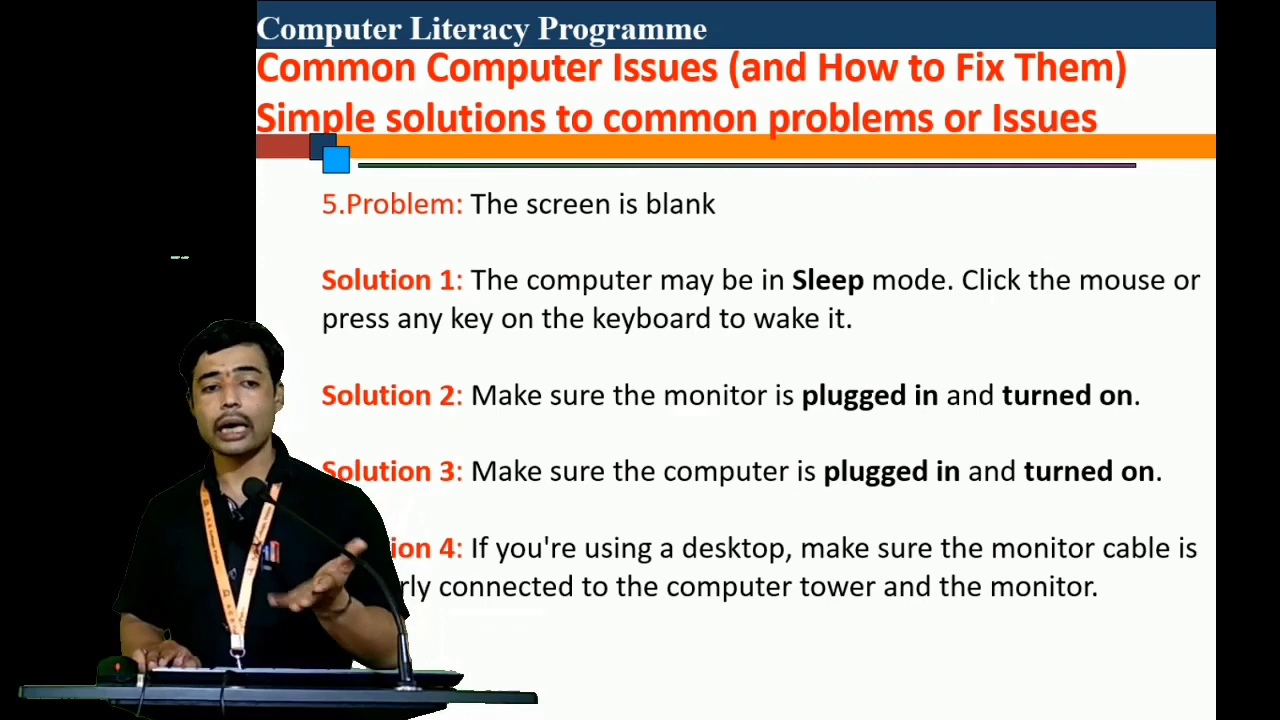 Computer Literacy Programme
Common Computer Issues (and How to Fix Them)
Simple solutions to common problems or Issues
5.Problem: The screen is blank
Solution 1: The computer may be in Sleep mode. Click the mouse or
press any key on the keyboard to wake it.
Solution 2: Make sure the monitor is plugged in and turned on.
Solution 3: Make sure the computer is plugged in and turned on.
ion 4: If you're using a desktop, make sure the monitor cable is
rly connected to the computer tower and the monitor.